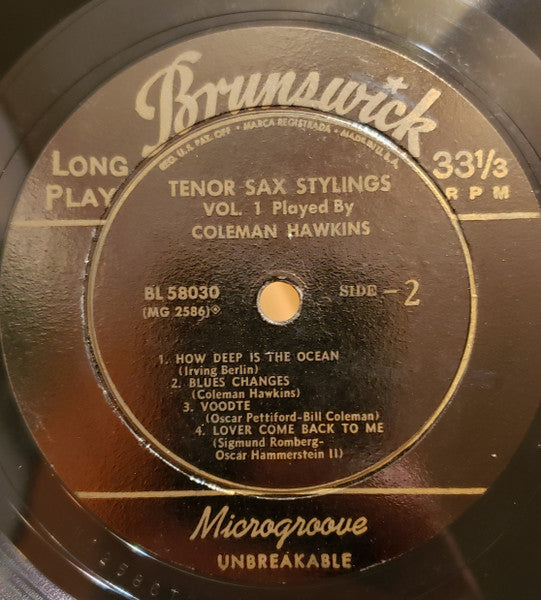 Brunswick
REG. U.S. PAT. OFF. • MARCA REGISTRADA • MADE IN U.S.A.
LONG PLAY
33 1/3 RPM
TENOR SAX STYLINGS
VOL. 1 Played By
COLEMAN HAWKINS
BL 58030
(MG 2586)
SIDE - 2
1. HOW DEEP IS THE OCEAN
(Irving Berlin)
2. BLUES CHANGES
(Coleman Hawkins)
3. VOODTE
(Oscar Pettiford-Bill Coleman)
4. LOVER COME BACK TO ME
(Sigmund Romberg-
Oscar Hammerstein II)
Microgroove
UNBREAKABLE